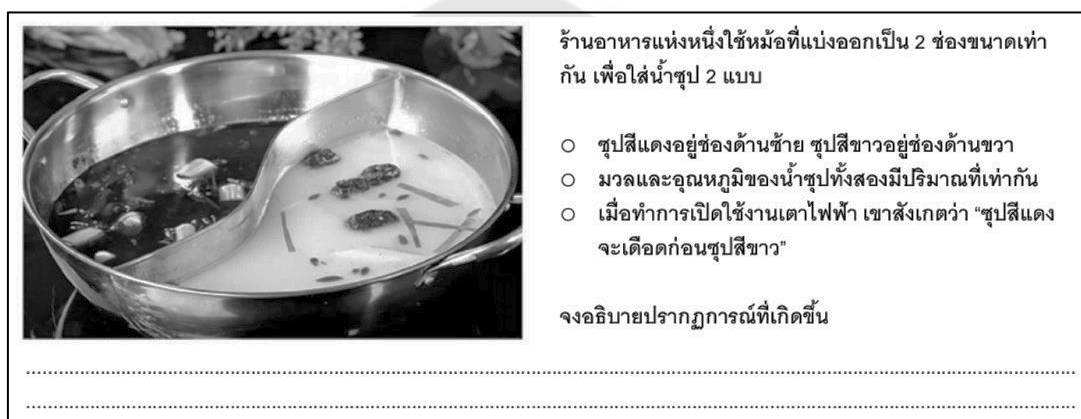 ร้านอาหารแห่งหนึ่งใช้หม้อที่แบ่งออกเป็น 2 ช่องขนาดเท่า
กัน เพื่อใส่น้ำซุป 2 แบบ
○ ซุปสีแดงอยู่ช่องด้านซ้าย ซุปสีขาวอยู่ช่องด้านขวา
○ มวลและอุณหภูมิของน้ำซุปทั้งสองมีปริมาณที่เท่ากัน
○ เมื่อทำการเปิดใช้งานเตาไฟฟ้า เขาสังเกตว่า “ซุปสีแดง
จะเดือดก่อนซุปสีขาว”
จงอธิบายปรากฏการณ์ที่เกิดขึ้น